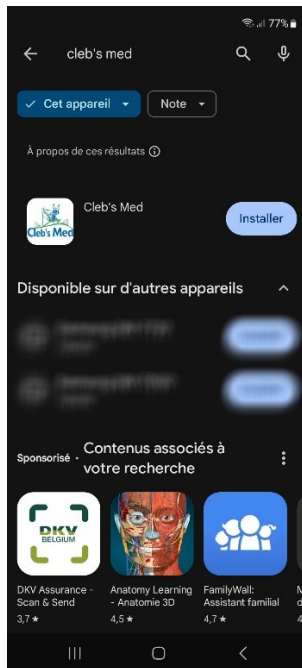 77%
cleb's med
Cet appareil
Note
À propos de ces résultats
Cleb's Med
Cleb's Med
Installer
Disponible sur d'autres appareils
Sponsorisé · Contenus associés à
votre recherche
DKV
BELGIUM
DKV Assurance -
Scan & Send
3,7 ★
Anatomy Learning
- Anatomie 3D
4,5 ★
FamilyWall:
Assistant familial
4,7 ★
M
d
4